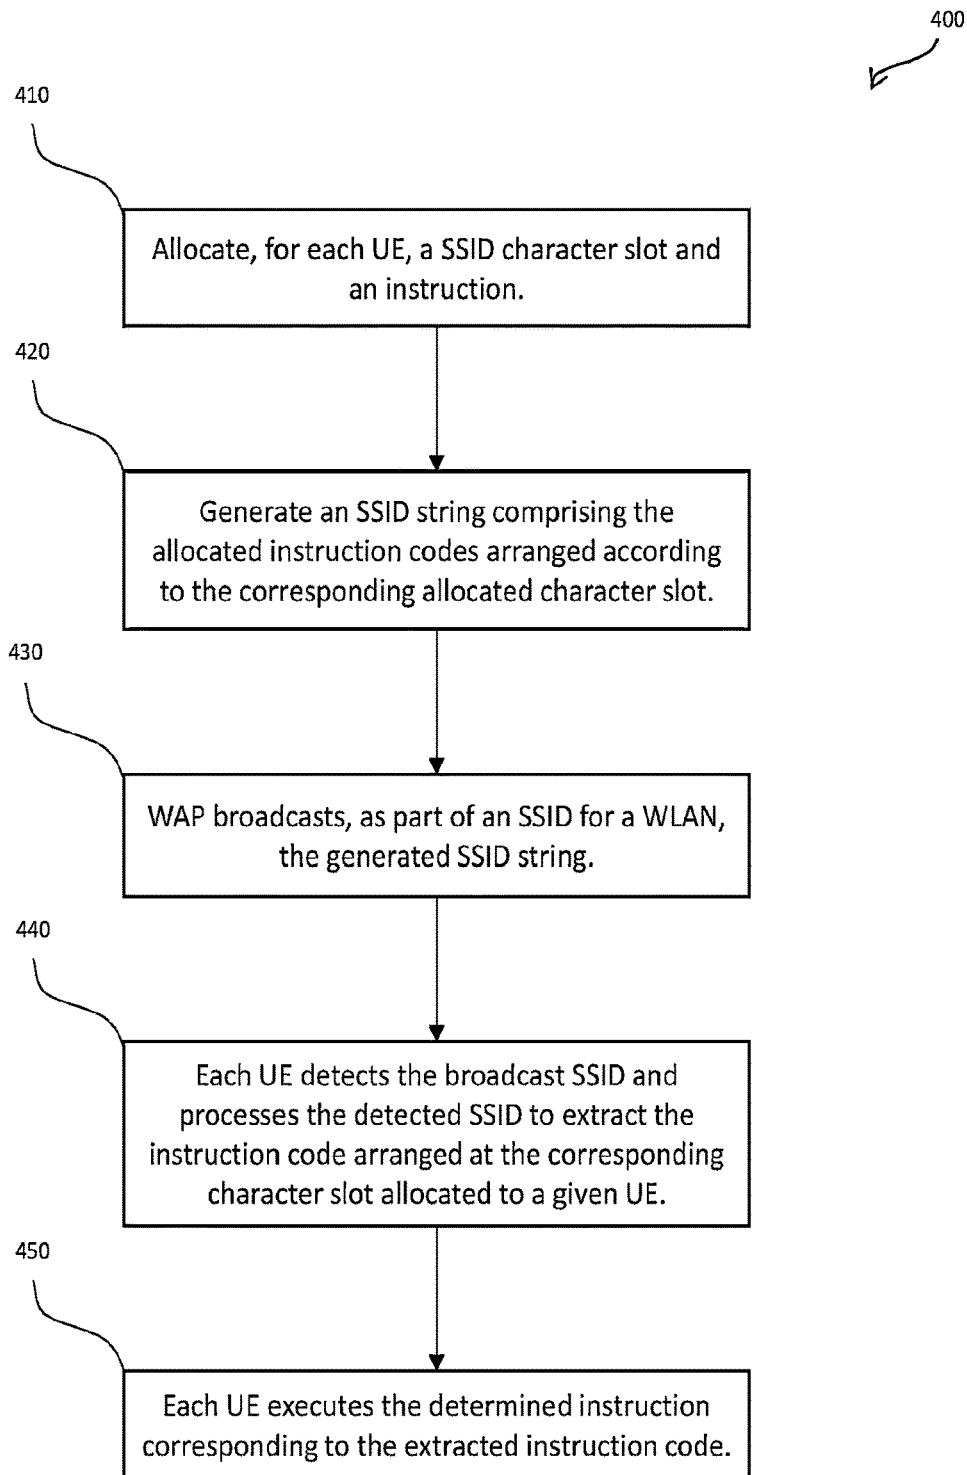 400
410
Allocate, for each UE, a SSID character slot and
an instruction.
420
Generate an SSID string comprising the
allocated instruction codes arranged according
to the corresponding allocated character slot.
430
WAP broadcasts, as part of an SSID for a WLAN,
the generated SSID string.
440
Each UE detects the broadcast SSID and
processes the detected SSID to extract the
instruction code arranged at the corresponding
character slot allocated to a given UE.
450
Each UE executes the determined instruction
corresponding to the extracted instruction code.